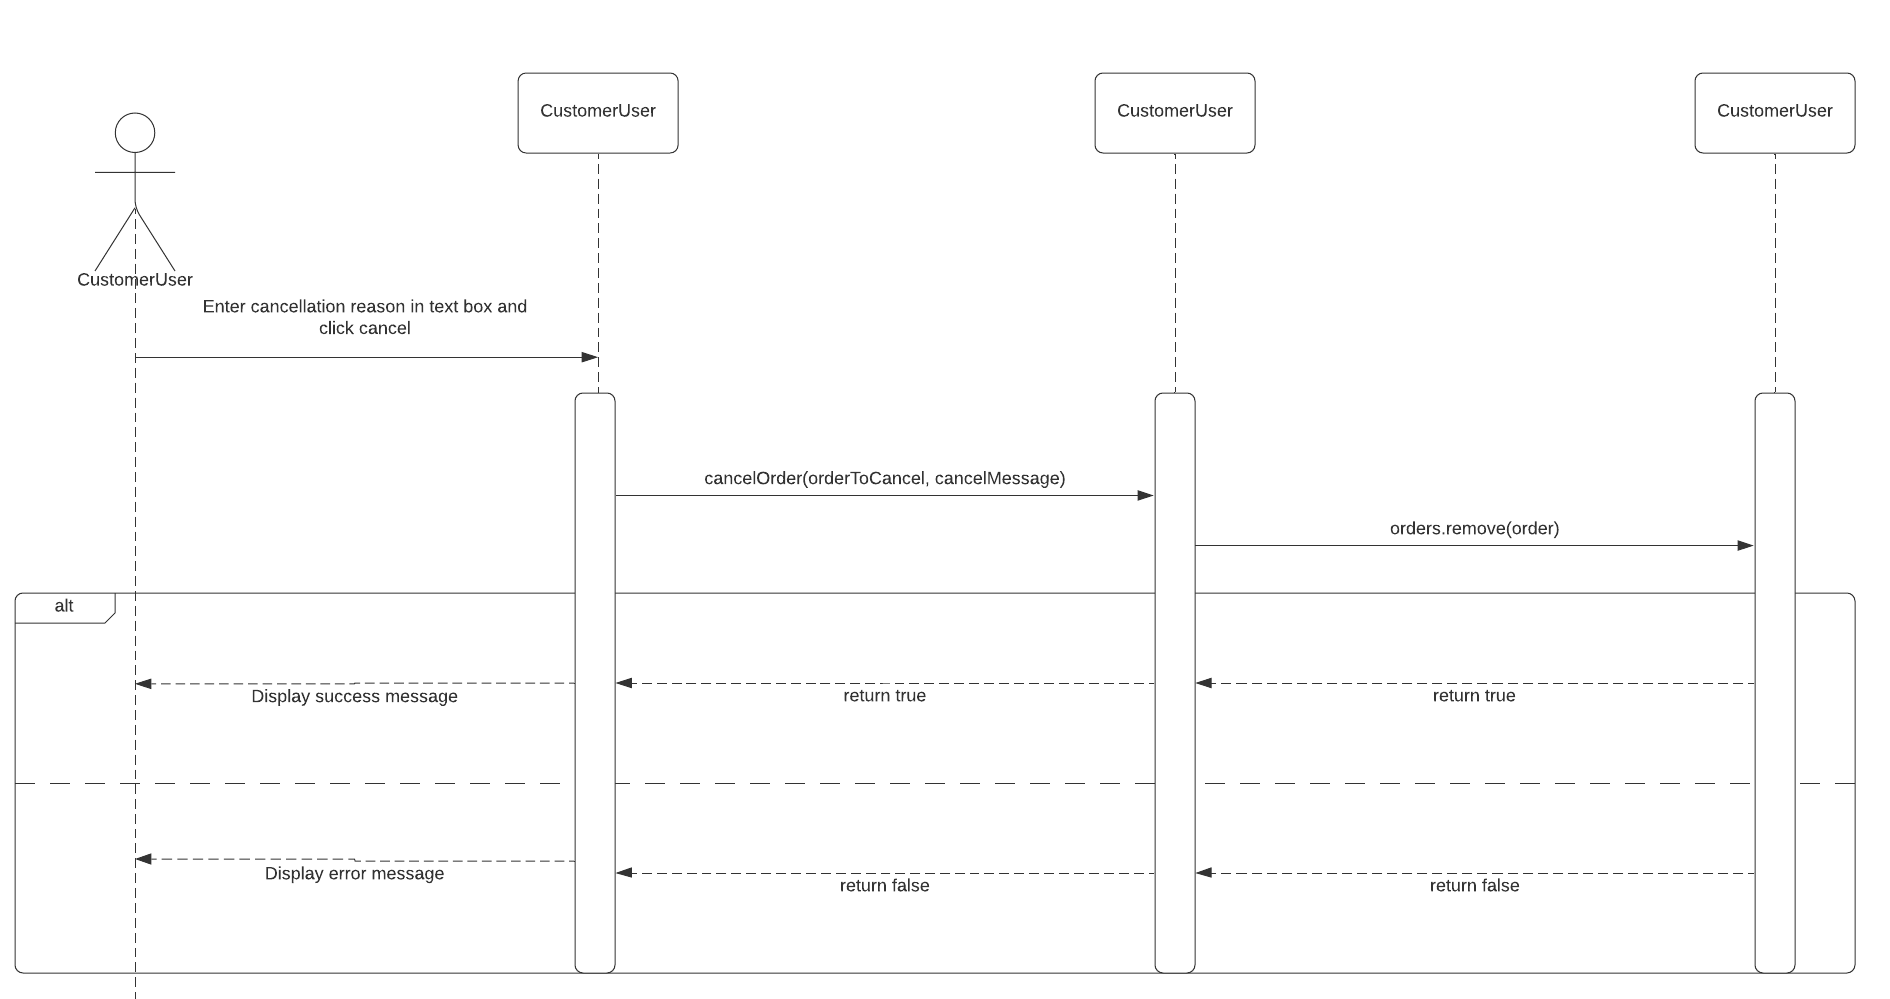 CustomerUser
CustomerUser
CustomerUser
CustomerUser
Enter cancellation reason in text box and
click cancel
cancelOrder(orderToCancel, cancelMessage)
orders.remove(order)
alt
Display success message
return true
return true
Display error message
return false
return false